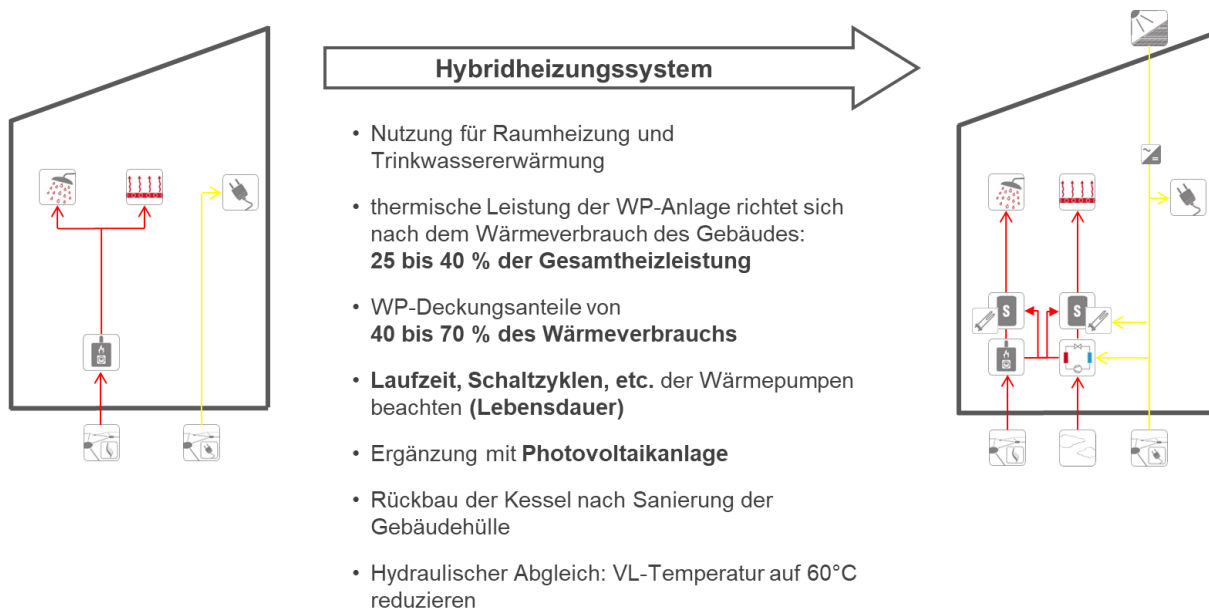 Hybridheizungssystem
• Nutzung für Raumheizung und
Trinkwassererwärmung
• thermische Leistung der WP-Anlage richtet sich
nach dem Wärmeverbrauch des Gebäudes:
25 bis 40 % der Gesamtheizleistung
• WP-Deckungsanteile von
40 bis 70 % des Wärmeverbrauchs
• Laufzeit, Schaltzyklen, etc. der Wärmepumpen
beachten (Lebensdauer)
• Ergänzung mit Photovoltaikanlage
• Rückbau der Kessel nach Sanierung der
Gebäudehülle
• Hydraulischer Abgleich: VL-Temperatur auf 60°C
reduzieren
S S